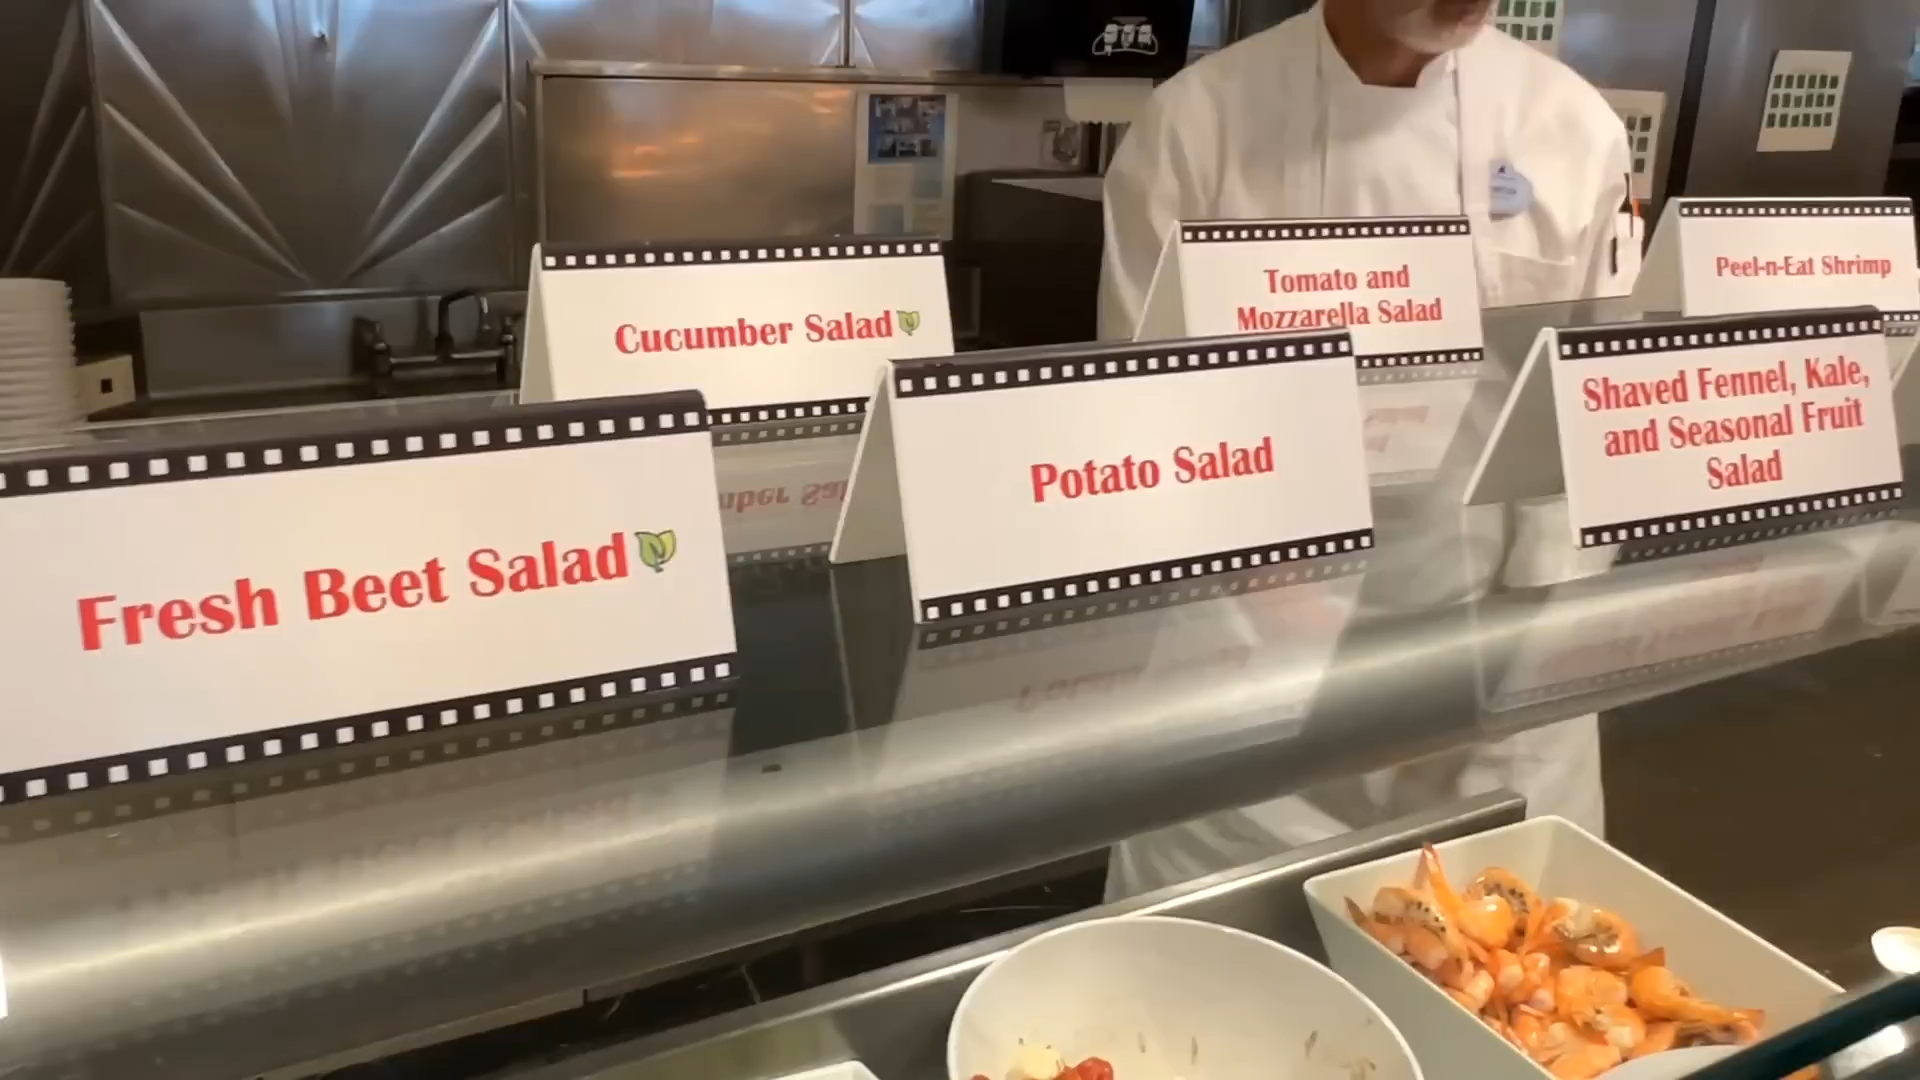 Cucumber Salad
Tomato and
Mozzarella Salad
Peel-n-Eat Shrimp
Fresh Beet Salad
Potato Salad
Shaved Fennel, Kale,
and Seasonal Fruit
Salad